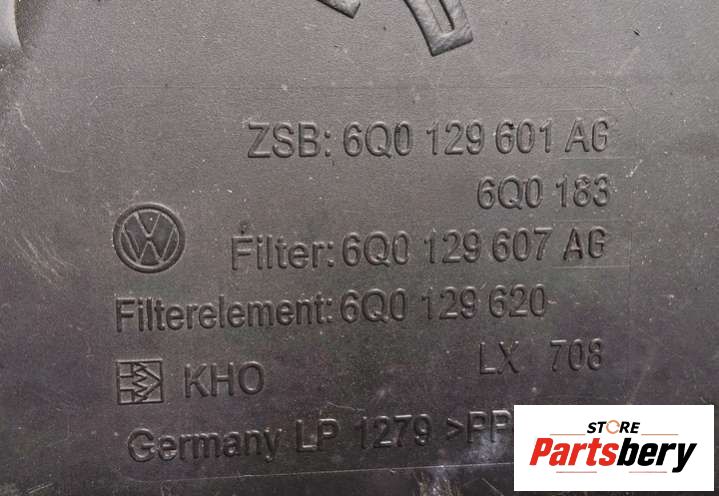 ZSB: 6Q0 129 601 AG
6Q0 183
Filter: 6Q0 129 607 AG
Filterelement: 6Q0 129 620
LX 708
KHO
Germany LP 1279 >PP
STORE
Partsbery